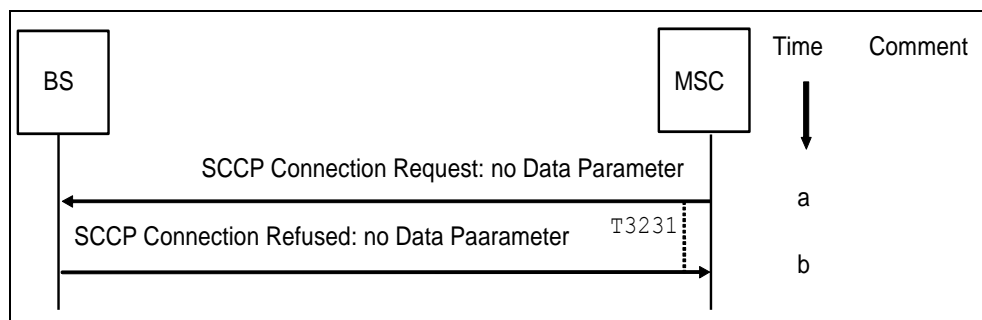 BS
MSC
Time Comment
SCCP Connection Request: no Data Parameter
a
SCCP Connection Refused: no Data Paarameter
T3231
b